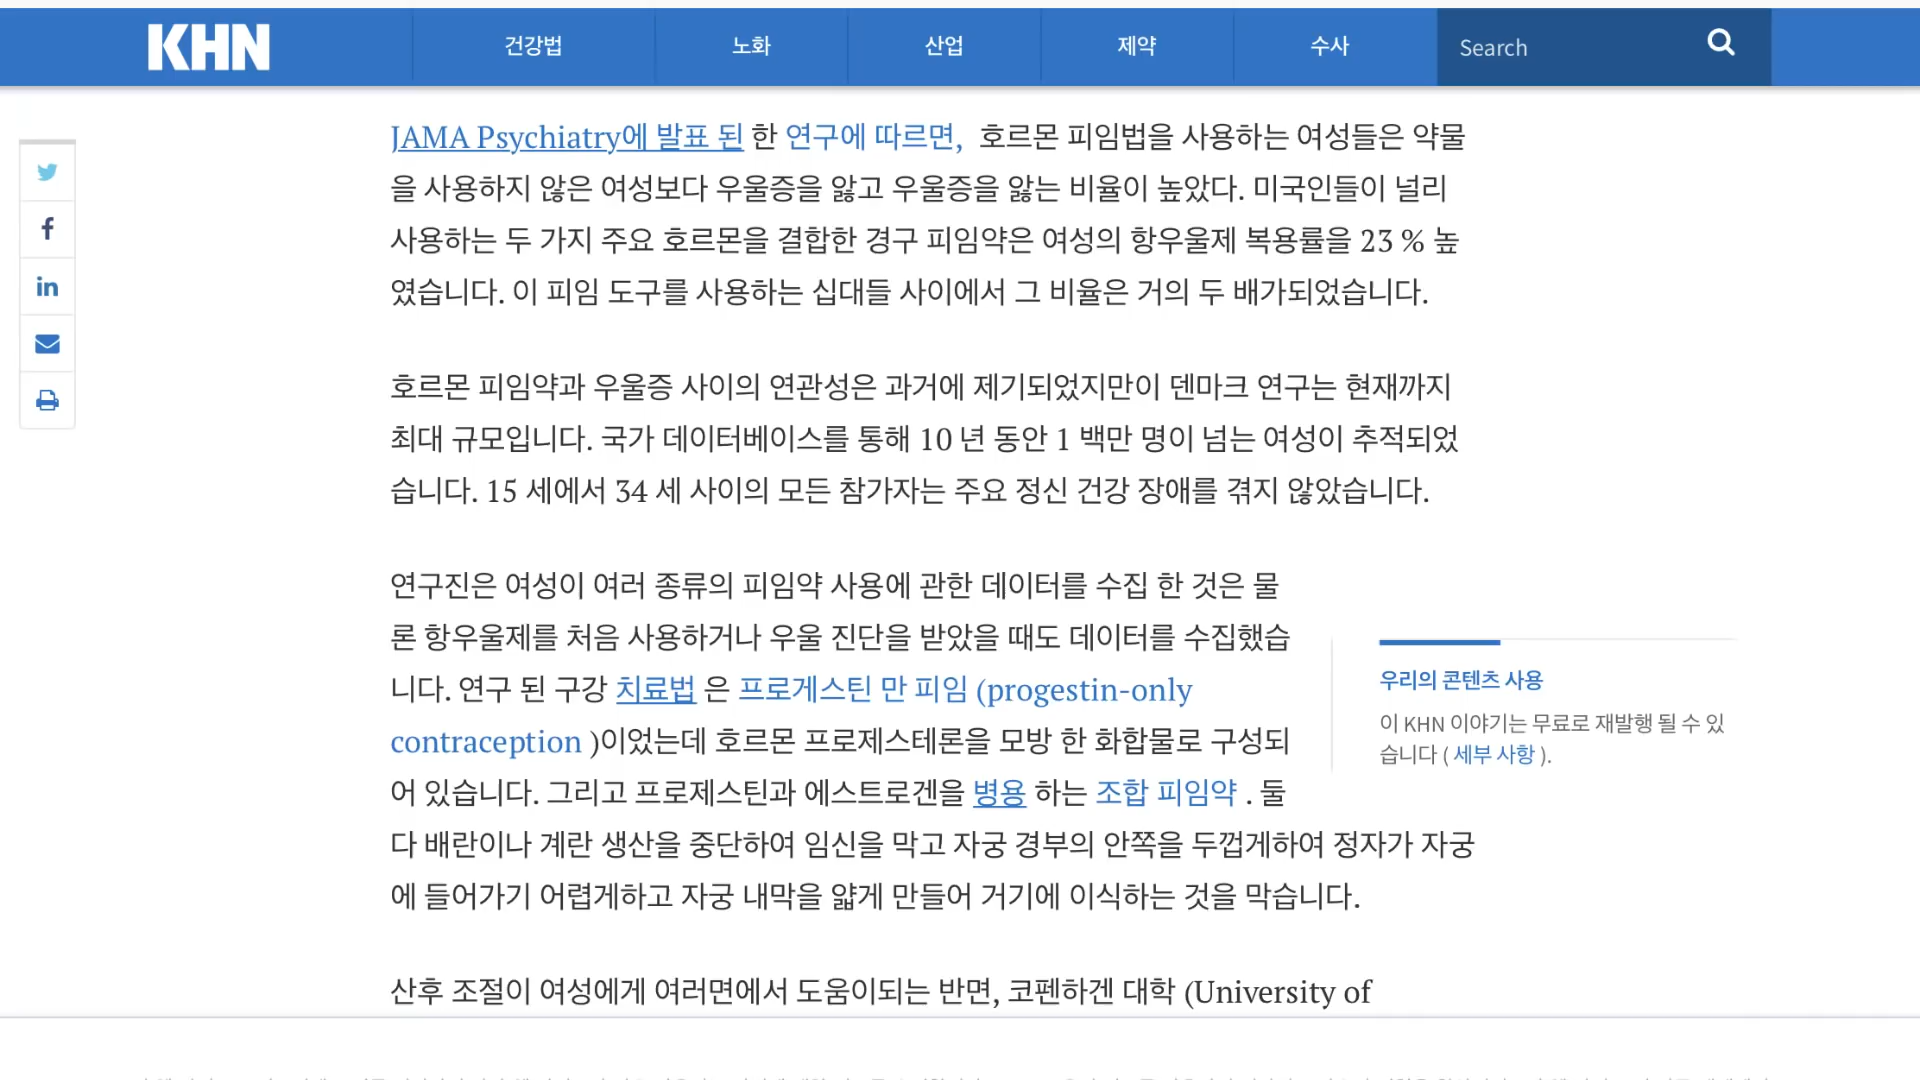 KHN
건강법
노화
산업
제약
수사
Search
JAMA Psychiatry에 발표 된 한 연구에 따르면, 호르몬 피임법을 사용하는 여성들은 약물
을 사용하지 않은 여성보다 우울증을 앓고 우울증을 앓는 비율이 높았다. 미국인들이 널리
사용하는 두 가지 주요 호르몬을 결합한 경구 피임약은 여성의 항우울제 복용률을 23 % 높
였습니다. 이 피임 도구를 사용하는 십대들 사이에서 그 비율은 거의 두 배가되었습니다.
호르몬 피임약과 우울증 사이의 연관성은 과거에 제기되었지만이 덴마크 연구는 현재까지
최대 규모입니다. 국가 데이터베이스를 통해 10 년 동안 1 백만 명이 넘는 여성이 추적되었
습니다. 15 세에서 34 세 사이의 모든 참가자는 주요 정신 건강 장애를 겪지 않았습니다.
연구진은 여성이 여러 종류의 피임약 사용에 관한 데이터를 수집 한 것은 물
론 항우울제를 처음 사용하거나 우울 진단을 받았을 때도 데이터를 수집했습
니다. 연구 된 구강 치료법 은 프로게스틴 만 피임 (progestin-only
contraception )이었는데 호르몬 프로제스테론을 모방 한 화합물로 구성되
어 있습니다. 그리고 프로제스틴과 에스트로겐을 병용 하는 조합 피임약 . 둘
다 배란이나 계란 생산을 중단하여 임신을 막고 자궁 경부의 안쪽을 두껍게하여 정자가 자궁
에 들어가기 어렵게하고 자궁 내막을 얇게 만들어 거기에 이식하는 것을 막습니다.
우리의 콘텐츠 사용
이 KHN 이야기는 무료로 재발행 될 수 있
습니다 ( 세부 사항 ).
산후 조절이 여성에게 여러면에서 도움이되는 반면, 코펜하겐 대학 (University of